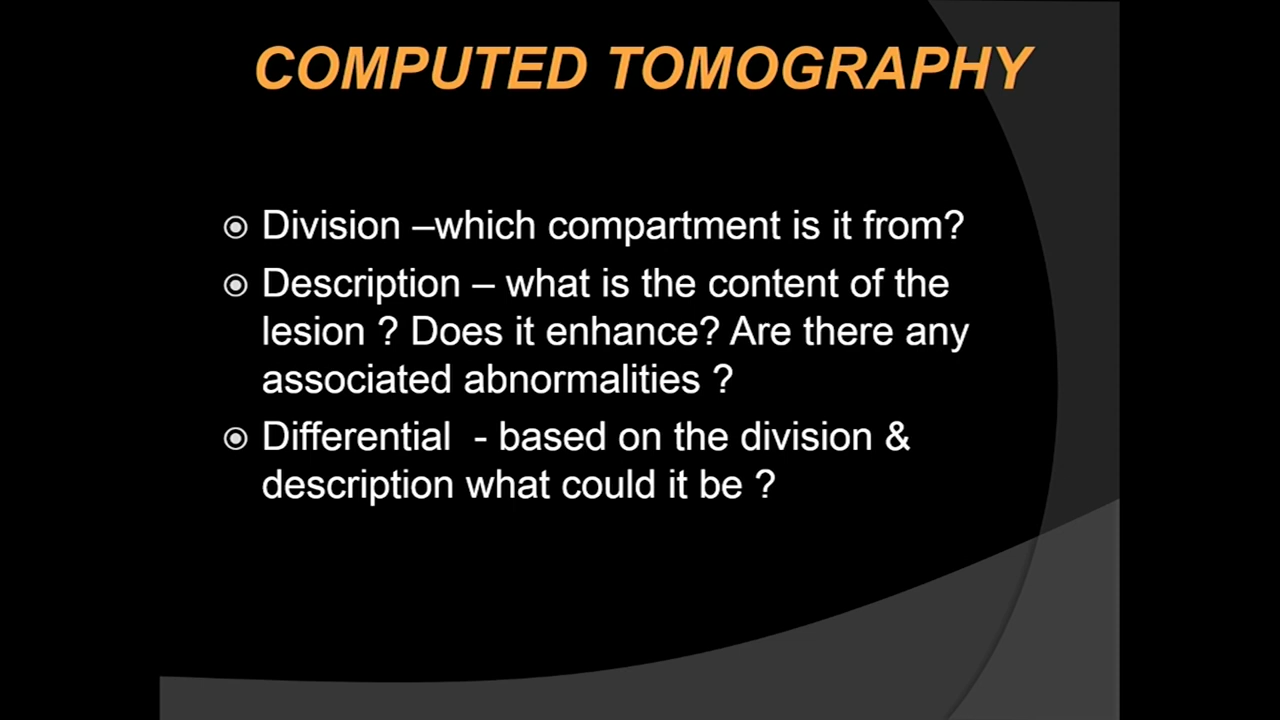 COMPUTED TOMOGRAPHY
Division –which compartment is it from?
Description – what is the content of the
lesion ? Does it enhance? Are there any
associated abnormalities ?
Differential  - based on the division &
description what could it be ?